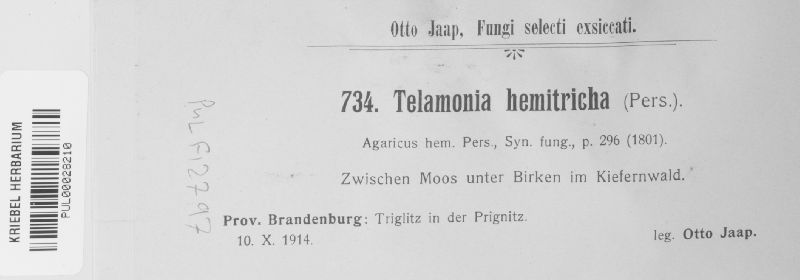 Otto Jaap, Fungi selecti exsiccati.
734. Telamonia hemitricha (Pers.).
Agaricus hem. Pers., Syn. fung., p. 296 (1801).
Zwischen Moos unter Birken im Kiefernwald.
Prov. Brandenburg: Triglitz in der Prignitz.
10. X. 1914.
leg. Otto Jaap.
KRIEBEL HERBARIUM
PUL00028210
PUL F12797